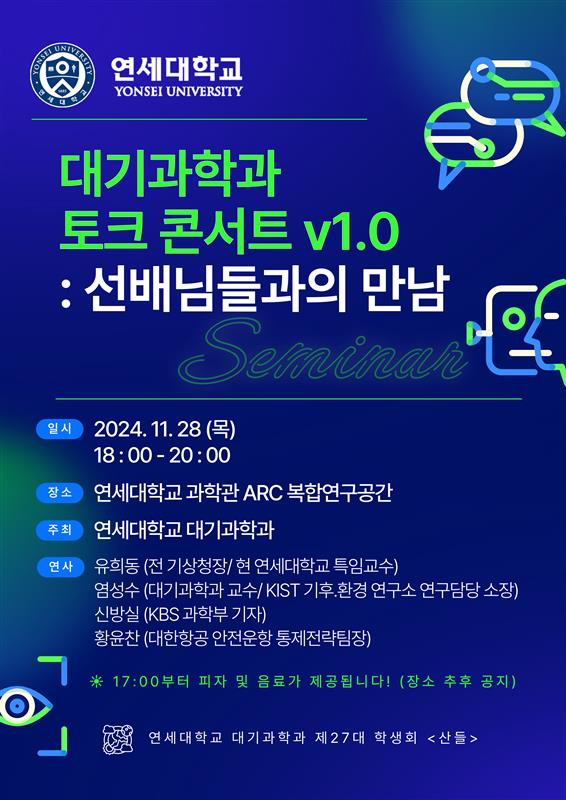 YONSEI UNIVERSITY
연세대학교
1885
연세대학교
YONSEI UNIVERSITY
대기과학과
토크 콘서트 v1.0
: 선배님들과의 만남
Seminar
일시
2024. 11. 28 (목)
18 : 00 - 20 : 00
장소
연세대학교 과학관 ARC 복합연구공간
주최
연세대학교 대기과학과
연사
유희동 (전 기상청장/ 현 연세대학교 특임교수)
염성수 (대기과학과 교수/ KIST 기후.환경 연구소 연구담당 소장)
신방실 (KBS 과학부 기자)
황윤찬 (대한항공 안전운항 통제전략팀장)
☀ 17:00부터 피자 및 음료가 제공됩니다! (장소 추후 공지)
연세대학교 대기과학과 제27대 학생회 <산들>